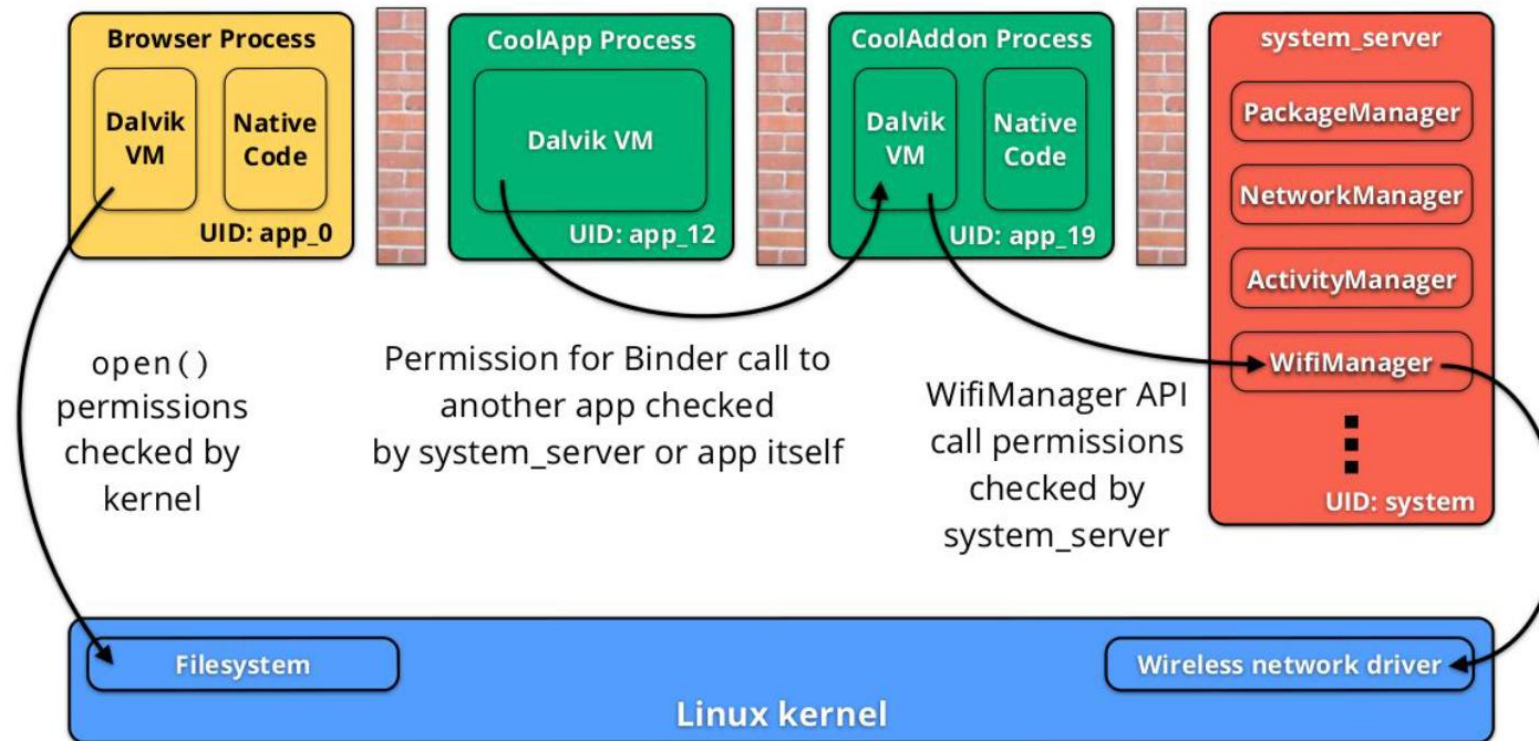 Browser Process
Dalvik
VM
Native
Code
UID: app_0
CoolApp Process
Dalvik VM
UID: app_12
CoolAddon Process
Dalvik
VM
Native
Code
UID: app_19
system_server
PackageManager
NetworkManager
ActivityManager
WifiManager
UID: system
open()
permissions
checked by
kernel
Permission for Binder call to
another app checked
by system_server or app itself
WifiManager API
call permissions
checked by
system_server
Filesystem
Wireless network driver
Linux kernel